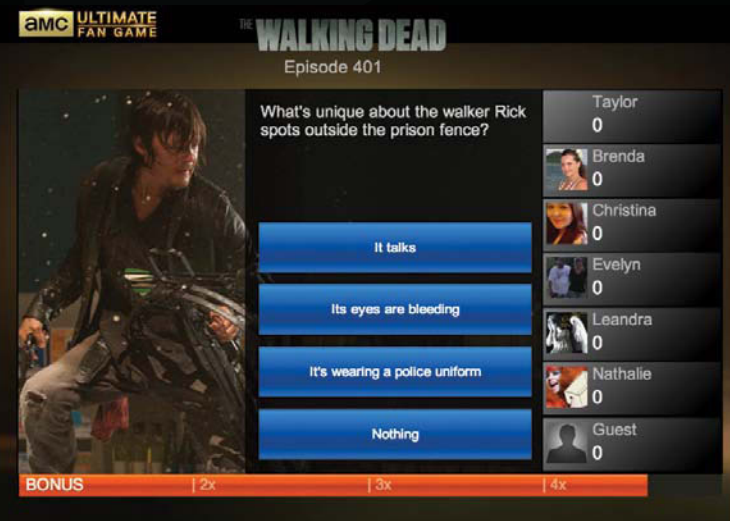 amc ULTIMATE
FAN GAME
THE WALKING DEAD
Episode 401
What's unique about the walker Rick
spots outside the prison fence?
It talks
Its eyes are bleeding
It's wearing a police uniform
Nothing
Taylor
0
Brenda
0
Christina
0
Evelyn
0
Leandra
0
Nathalie
0
Guest
0
BONUS | 2x | 3x | 4x